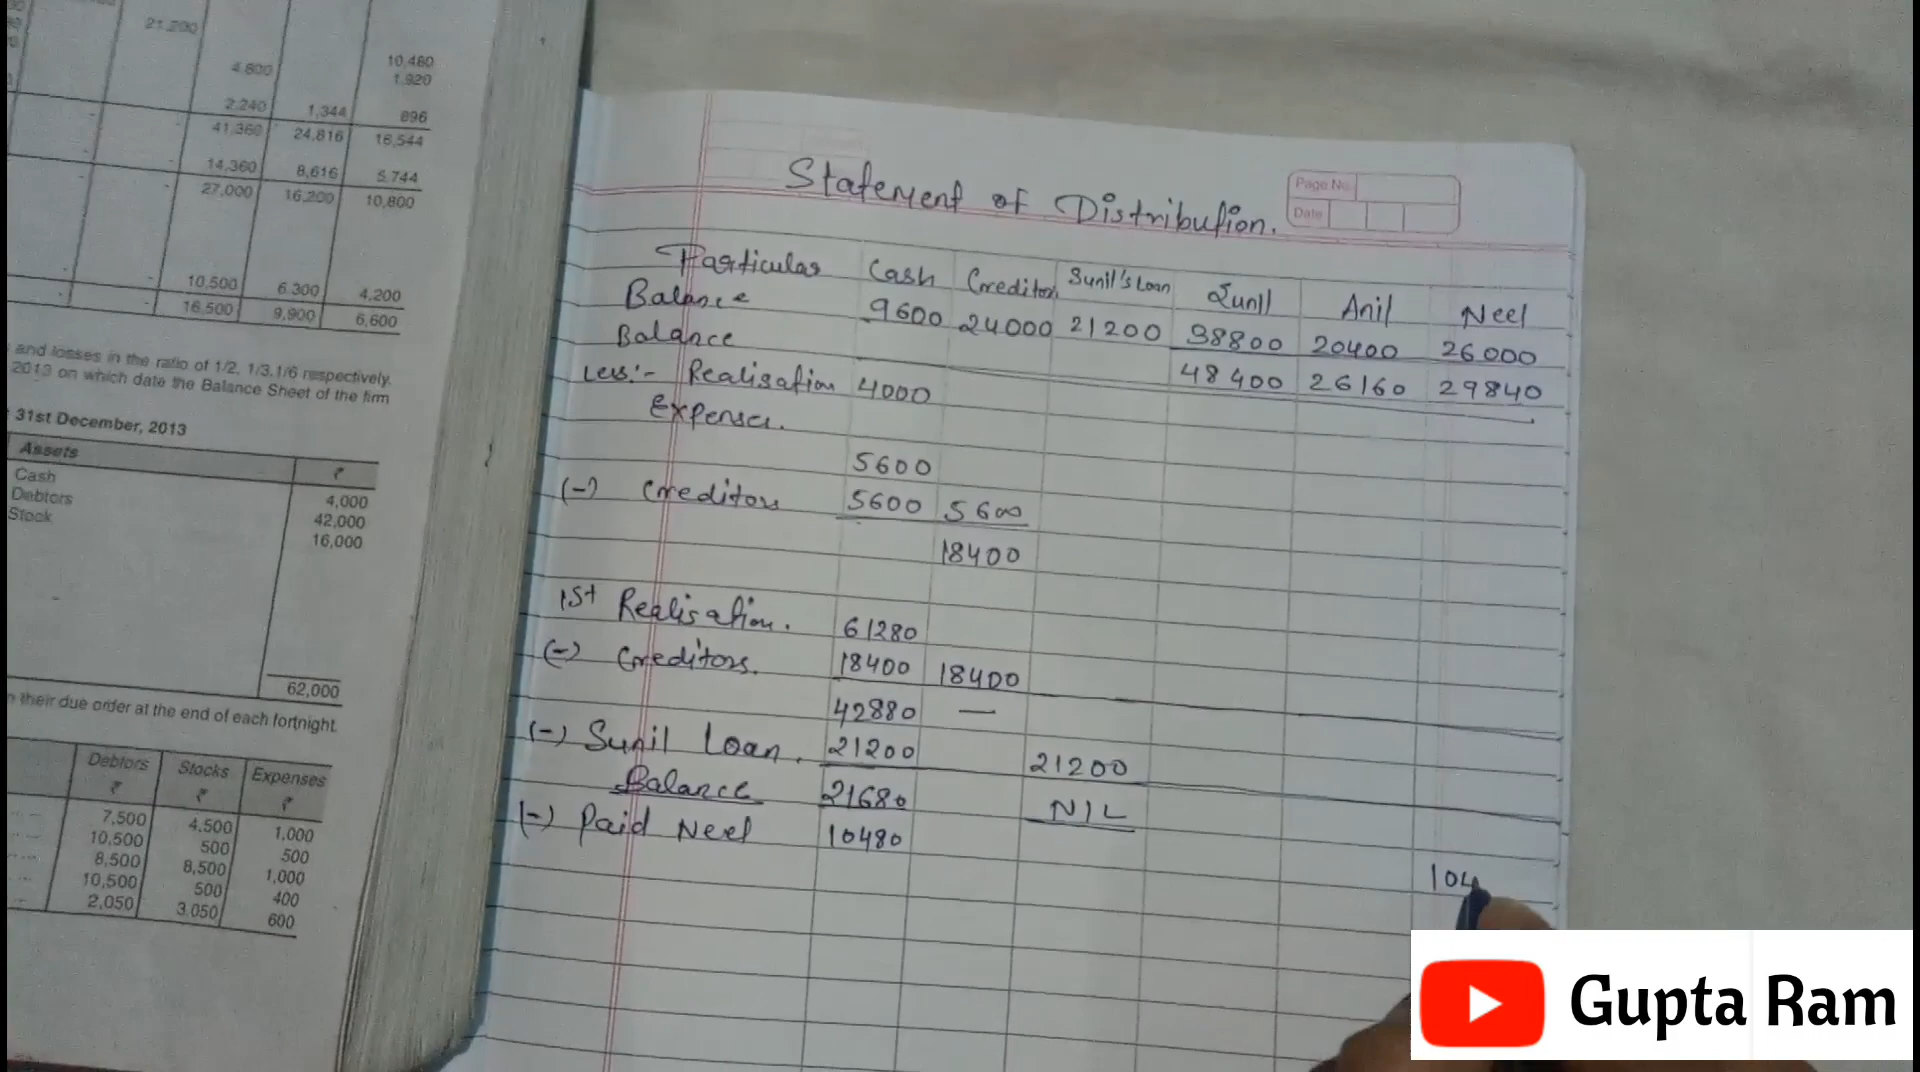 21,200
10,480
4,800
1,920
2,240 1,344 896
41,360 24,816 16,544
14,360 8,616 5,744
27,000 16,200 10,800
10,500 6,300 4,200
16,500 9,900 6,600
and losses in the ratio of 1/2, 1/3.1/6 respectively.
2013 on which date the Balance Sheet of the firm
31st December, 2013
Assets ₹
Cash 4,000
Debtors 42,000
Stock 16,000
62,000
their due order at the end of each fortnight.
Debtors Stocks Expenses
₹ ₹ ₹
7,500 4,500 1,000
10,500 500 500
8,500 8,500 1,000
10,500 500 400
2,050 3,050 600
Page No.
Date
Statement of Distribution.
Particular Cash Creditors Sunil's Loan Sunil Anil Neel
Balance 9600 24000 21200 38800 20400 26000
Balance 48400 26160 29840
Less:- Realisation 4000
Expenses.
5600
(-) Creditors 5600 5600
18400
1st Realisation. 61280
(-) Creditors. 18400 18400
42880 —
(-) Sunil Loan. 21200 21200
Balance 21680 NIL
(-) Paid Neel 10480
104
Gupta Ram